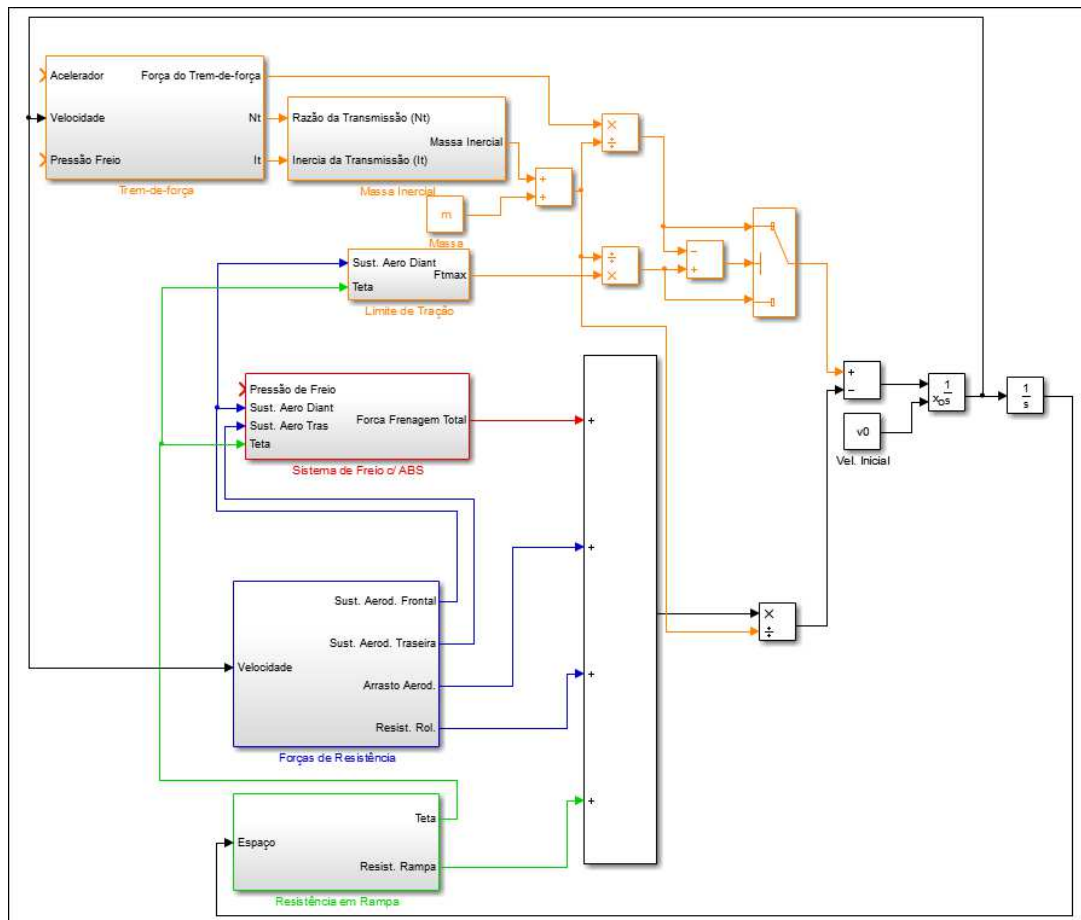 Acelerador
Força do Trem-de-força
Velocidade
Nt
Pressão Freio
It
Trem-de-força
Razão da Transmissão (Nt)
Massa Inercial
Inercia da Transmissão (It)
Massa Inercial
m
Massa
+
+
×
÷
Sust. Aero Diant
Ftmax
Teta
Limite de Tração
÷
×
−
+
Pressão de Freio
Sust. Aero Diant
Sust. Aero Tras
Forca Frenagem Total
Teta
Sistema de Freio c/ ABS
+
−
1
x₀ s
1
s
v0
Vel. Inicial
Sust. Aerod. Frontal
Sust. Aerod. Traseira
Velocidade
Arrasto Aerod.
Resist. Rol.
Forças de Resistência
+
+
+
+
×
÷
Teta
Espaço
Resist. Rampa
Resistência em Rampa